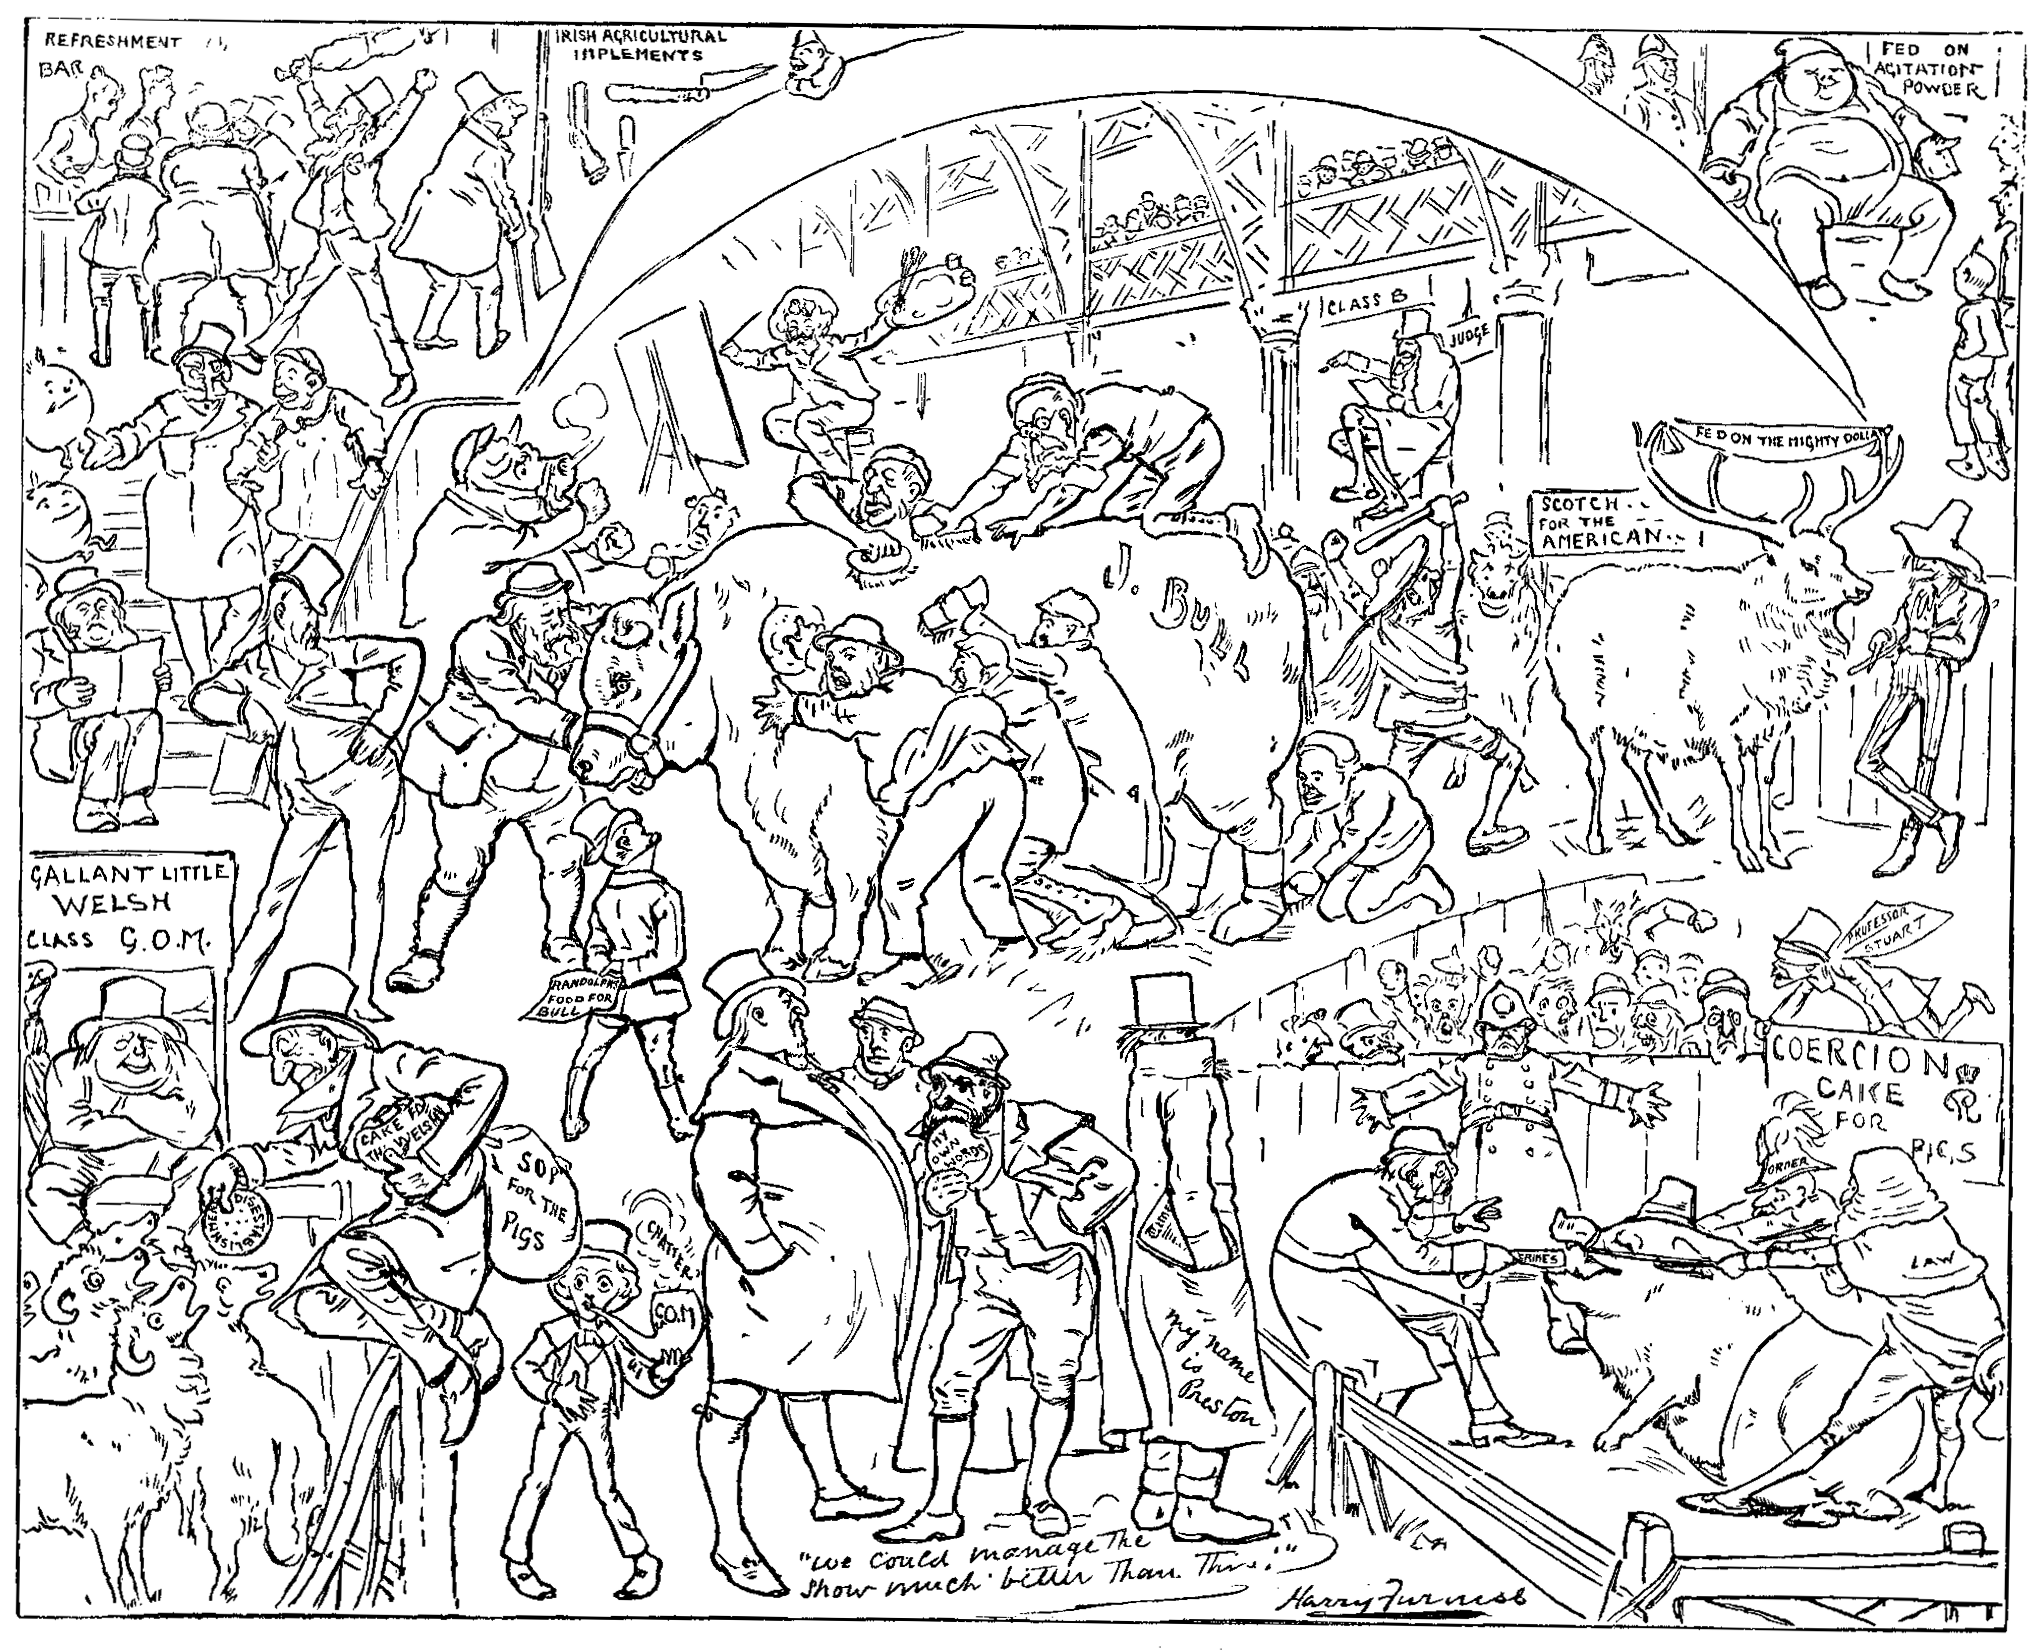 REFRESHMENT
BAR
IRISH AGRICULTURAL
IMPLEMENTS
FED ON
AGITATION
POWDER
CLASS B
JUDGE
FED ON THE MIGHTY DOLLA
SCOTCH
FOR THE
AMERICAN
J. BULL
GALLANT LITTLE
WELSH
CLASS G.O.M.
RANDOLPH'S
FOOD FOR
BULL
PROFESSOR
STUART
COERCION
CAKE
FOR
PIGS
CAKE FOR
THE WELSH
MY
OWN
WORDS
SOP
FOR THE
PIGS
DISESTABLISHMENT
CHATTER
G.O.M
ORDER
CRIMES
LAW
my name
is
Preston
"We could manage the
show much better than this!"
Harry Furniss